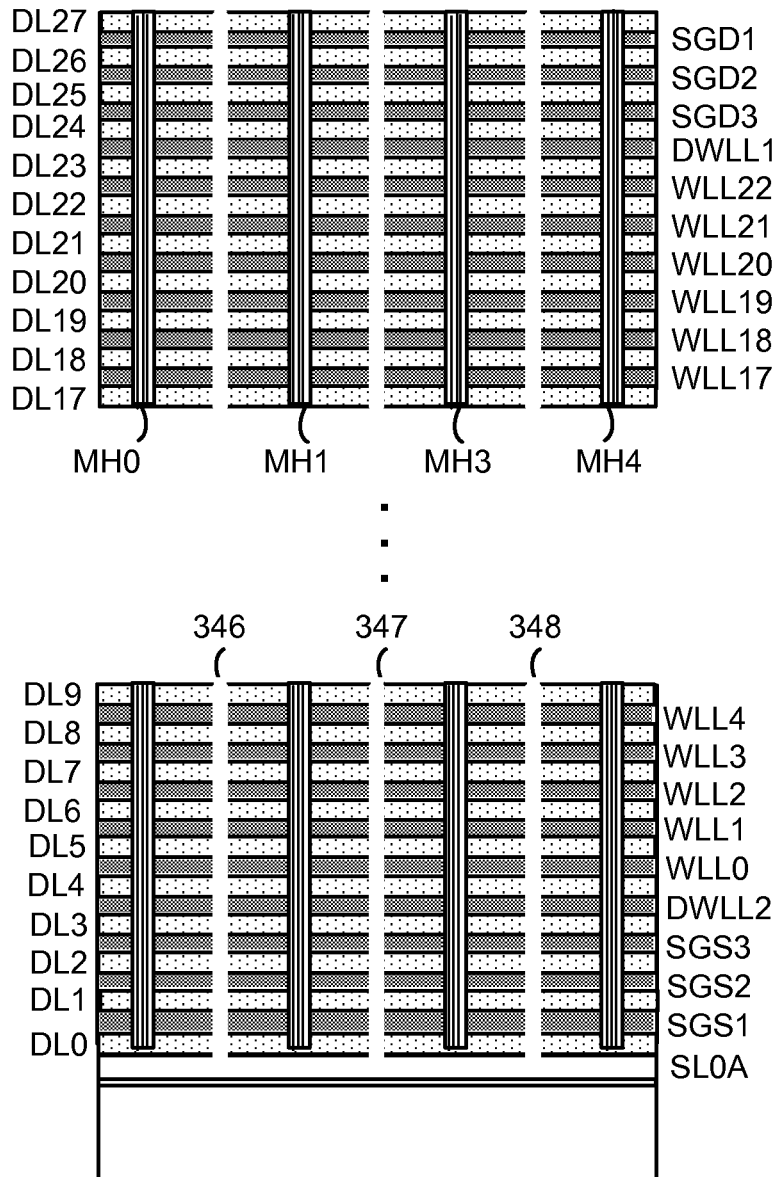 DL27
SGD1
DL26
SGD2
DL25
SGD3
DL24
DWLL1
DL23
WLL22
DL22
WLL21
DL21
WLL20
DL20
WLL19
DL19
WLL18
DL18
WLL17
DL17
MH0 MH1 MH3 MH4
346 347 348
DL9
WLL4
DL8
WLL3
DL7
WLL2
DL6
WLL1
DL5
WLL0
DL4
DWLL2
DL3
SGS3
DL2
SGS2
DL1
SGS1
DL0
SL0A